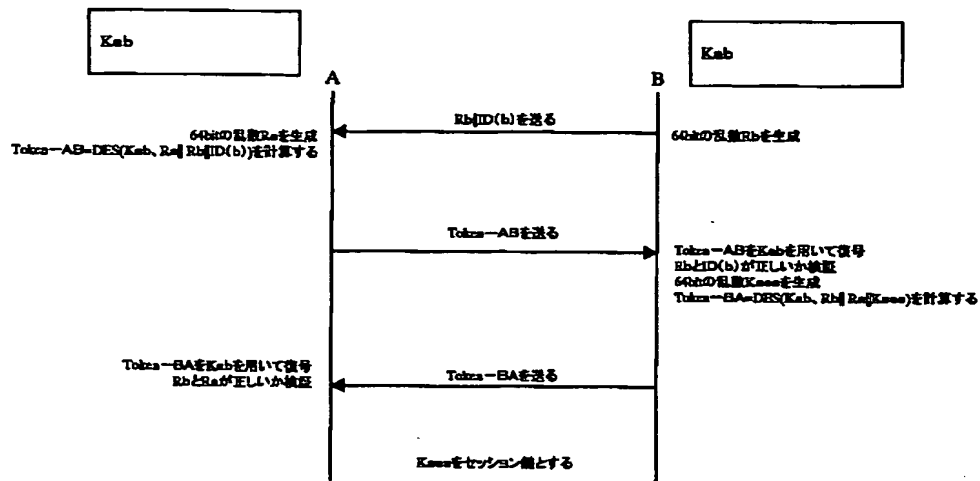 Kab
Kab
A
B
Rb||ID(b)を送る
64bitの乱数Raを生成
Token-AB=DES(Kab、Ra||Rb||ID(b))を計算する
64bitの乱数Rbを生成
Token-ABを送る
Token-ABをKabを用いて復号
RbとID(b)が正しいか検証
64bitの乱数Ksesを生成
Token-BA=DES(Kab、Rb||Ra||Kses)を計算する
Token-BAをKabを用いて復号
RbとRaが正しいか検証
Token-BAを送る
Ksesをセッション鍵とする